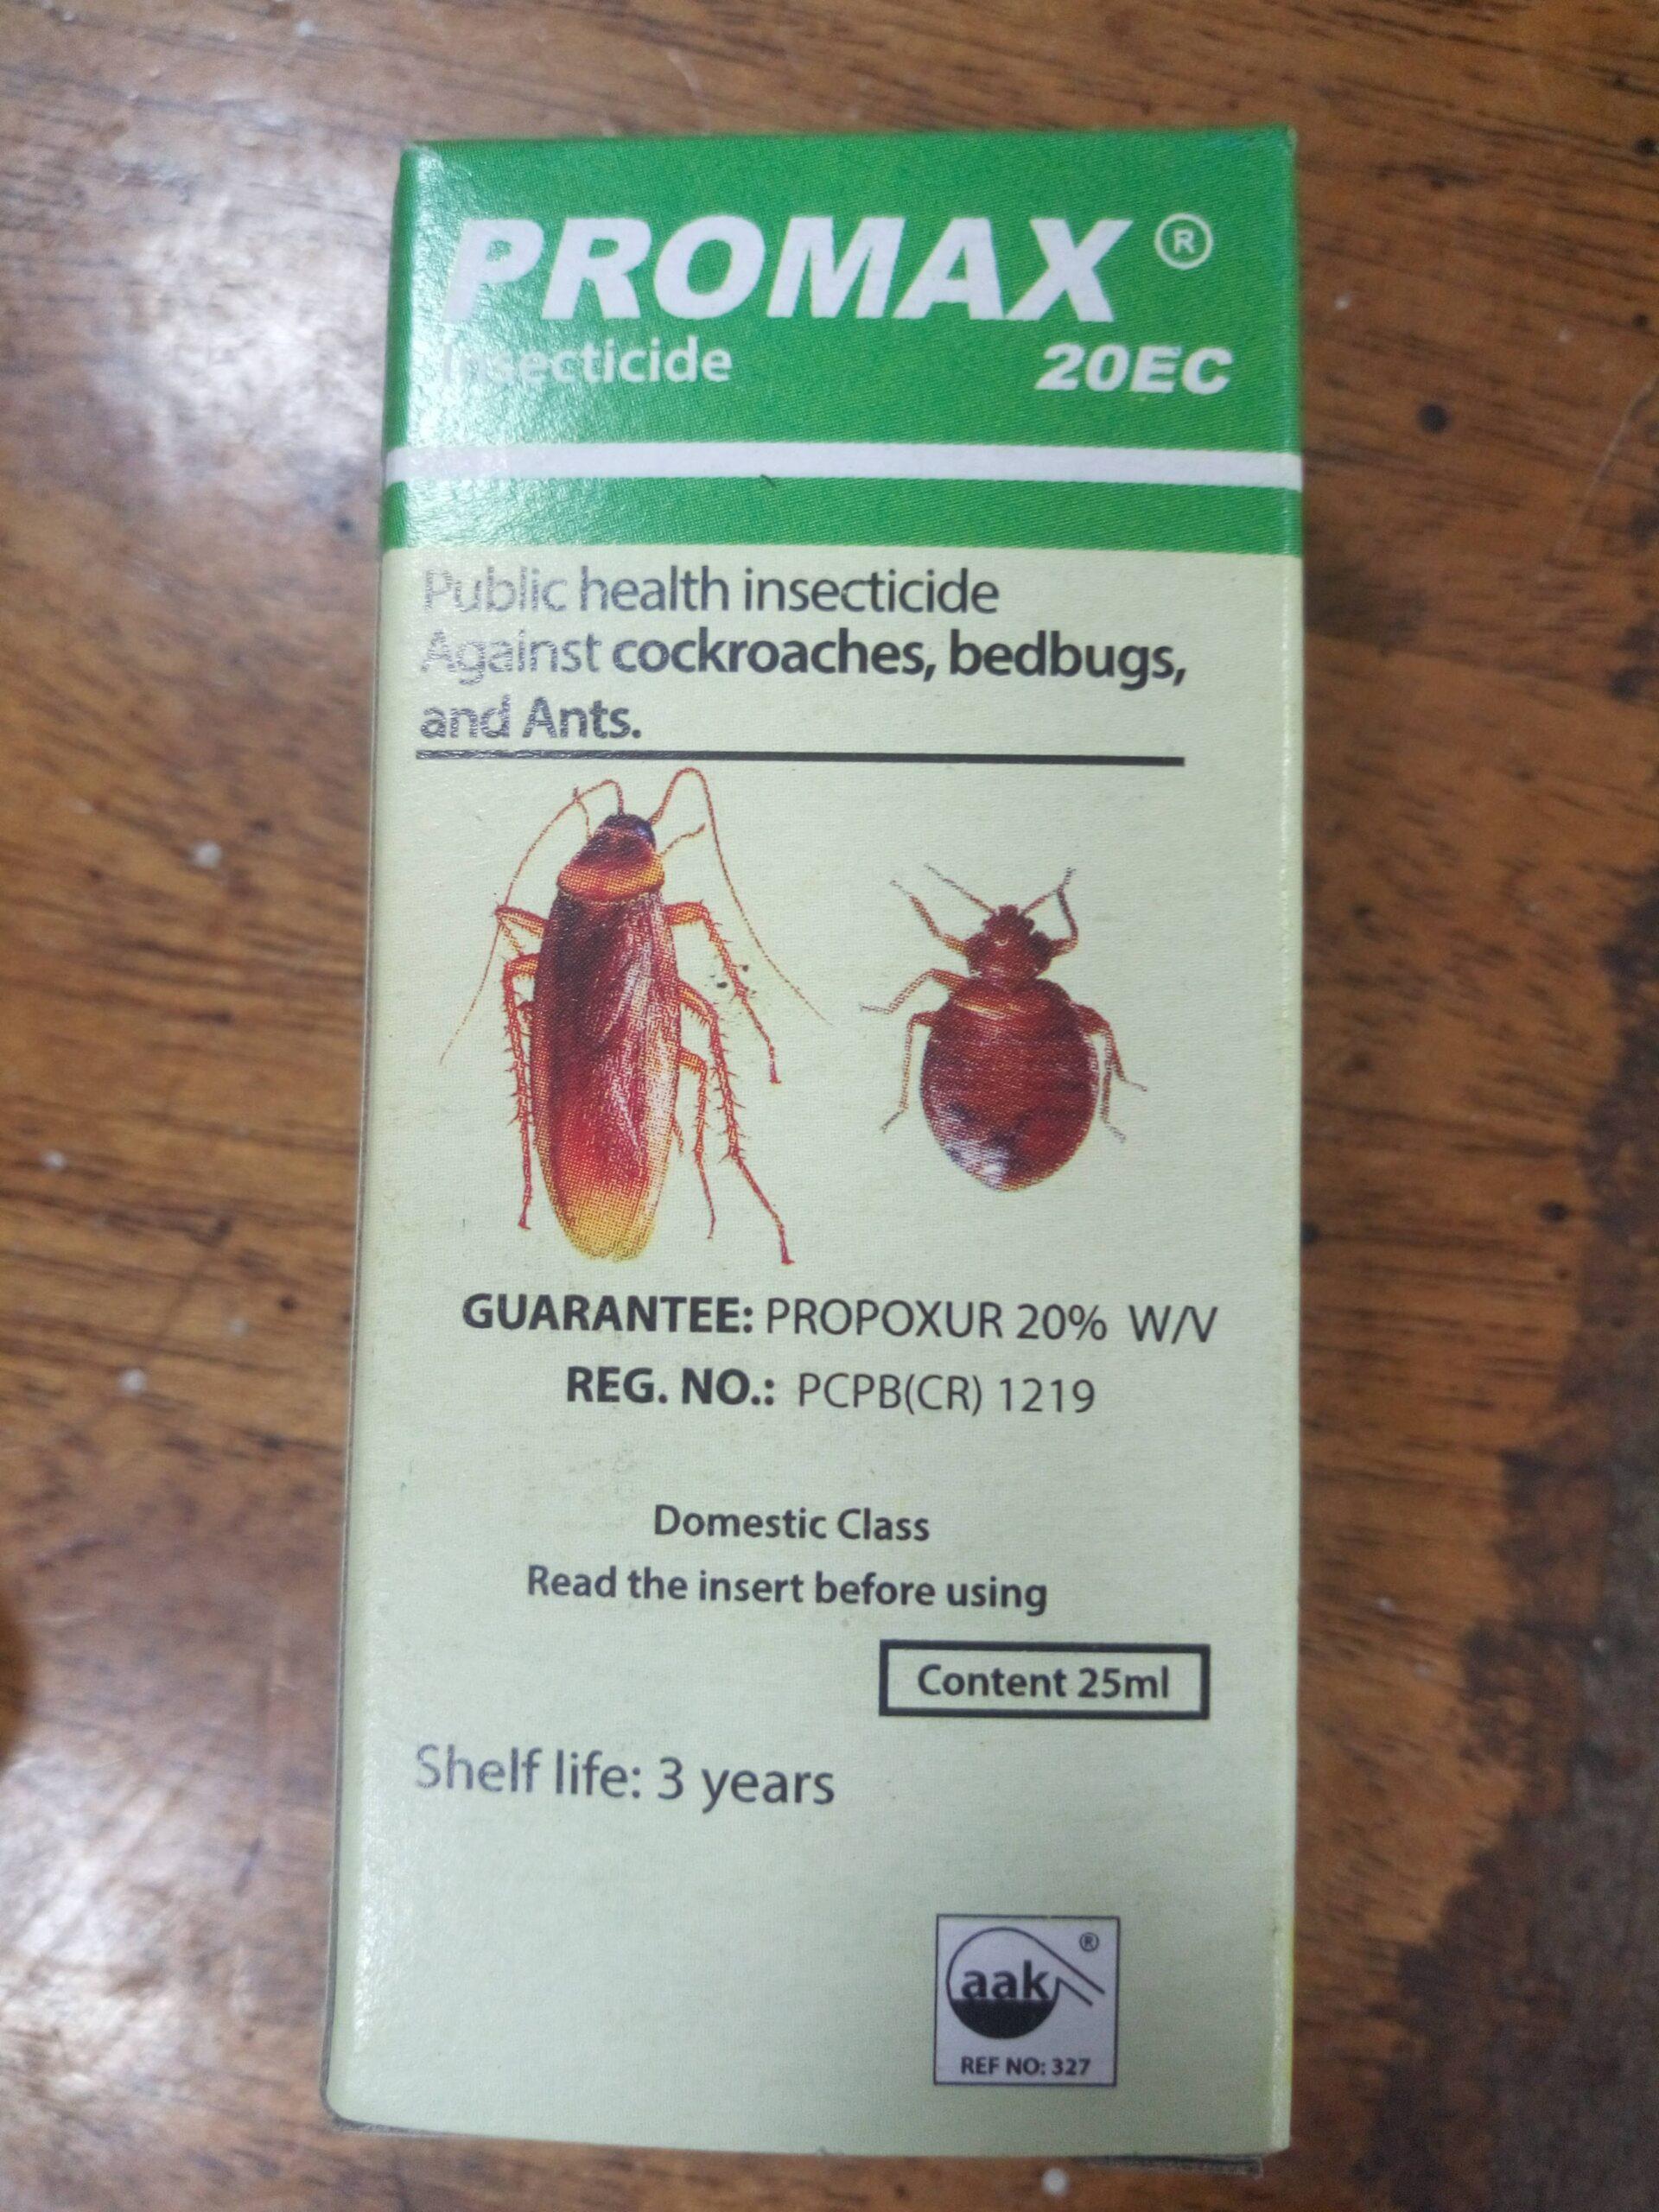 PROMAX ®
Insecticide 20EC
Public health insecticide
Against cockroaches, bedbugs,
and Ants.
GUARANTEE: PROPOXUR 20% W/V
REG. NO.: PCPB(CR) 1219
Domestic Class
Read the insert before using
Content 25ml
Shelf life: 3 years
®
aak
REF NO: 327